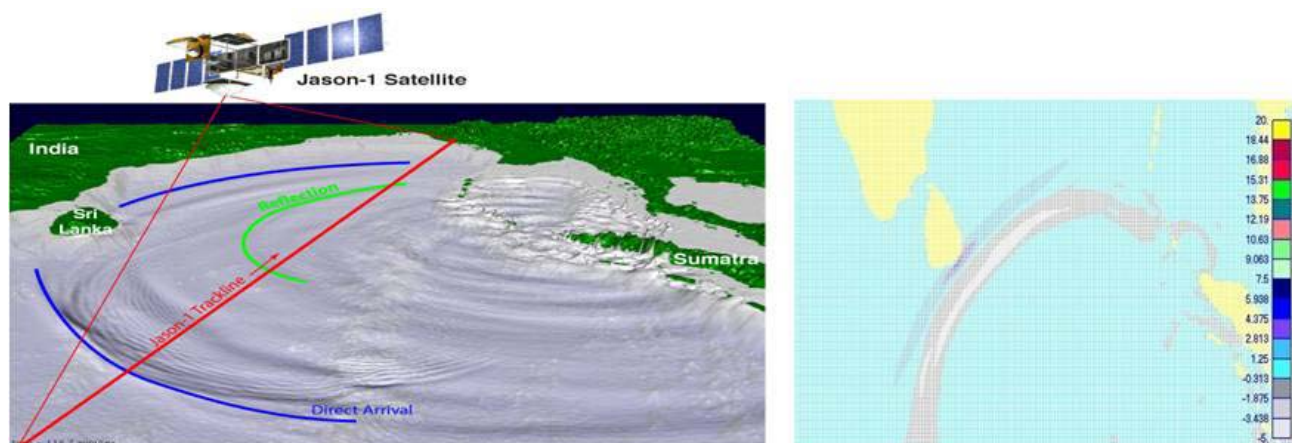 Jason-1 Satellite
India
Sri
Lanka
Reflection
Jason-1 Trackline
Sumatra
Direct Arrival
20.
18.44
16.88
15.31
13.75
12.19
10.63
9.063
7.5
5.938
4.375
2.813
1.25
-0.313
-1.875
-3.438
-5.